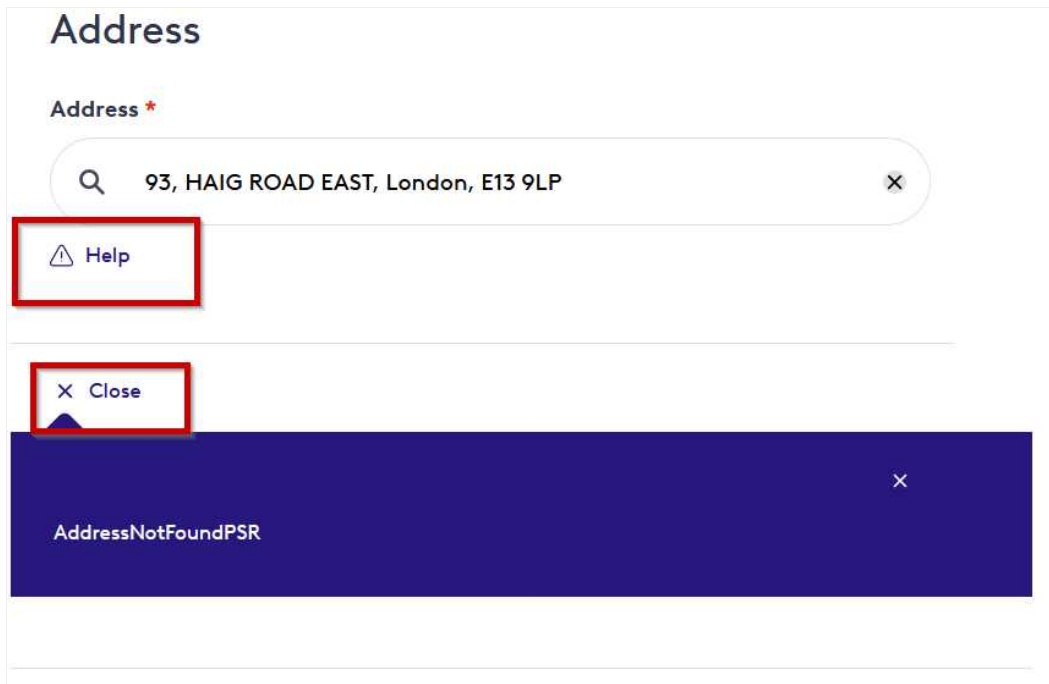 Address
Address *
93, HAIG ROAD EAST, London, E13 9LP
Help
Close
AddressNotFoundPSR